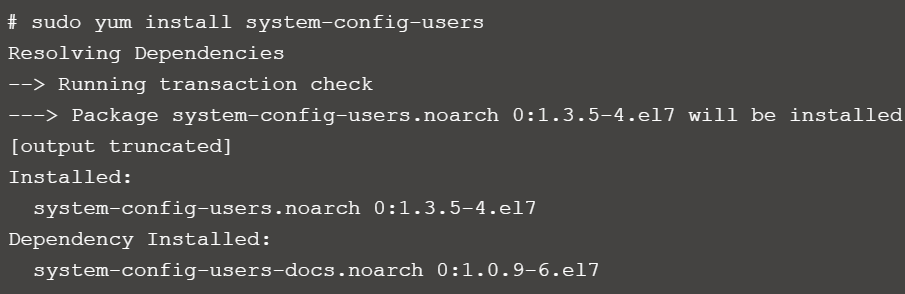 # sudo yum install system-config-users
Resolving Dependencies
--> Running transaction check
---> Package system-config-users.noarch 0:1.3.5-4.el7 will be installed
[output truncated]
Installed:
  system-config-users.noarch 0:1.3.5-4.el7
Dependency Installed:
  system-config-users-docs.noarch 0:1.0.9-6.el7